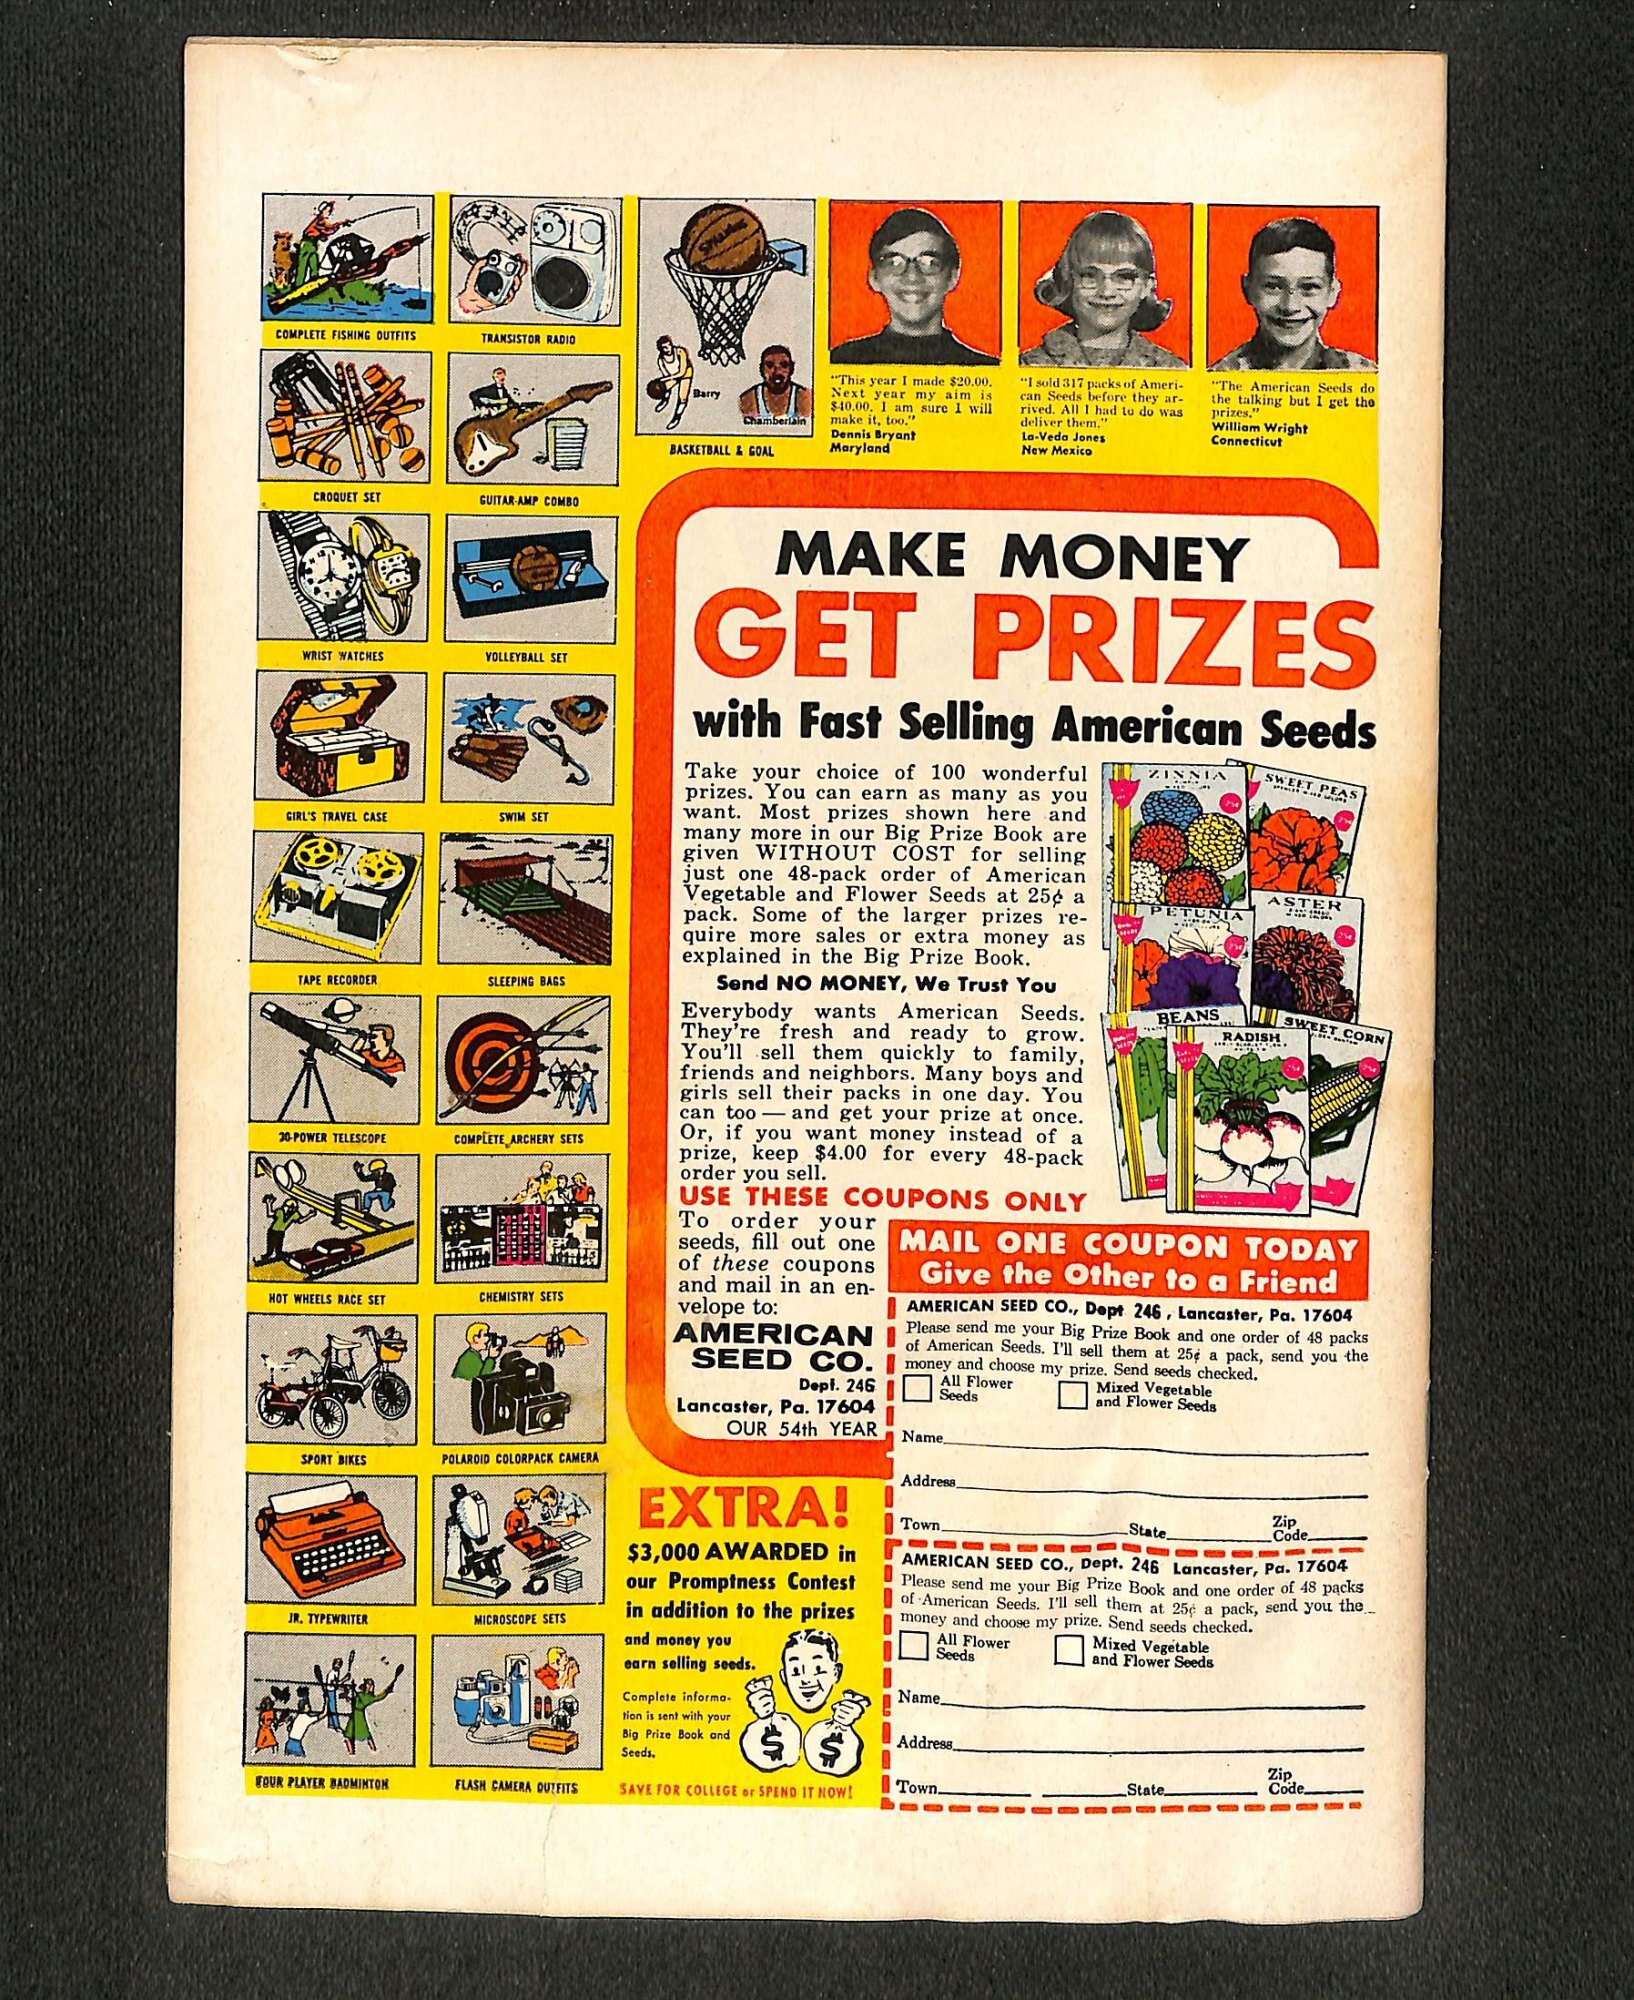 COMPLETE FISHING OUTFITS
TRANSISTOR RADIO
Barry
Chamberlain
BASKETBALL & GOAL
CROQUET SET
GUITAR-AMP COMBO
WRIST WATCHES
VOLLEYBALL SET
GIRL'S TRAVEL CASE
SWIM SET
TAPE RECORDER
SLEEPING BAGS
30-POWER TELESCOPE
COMPLETE ARCHERY SETS
HOT WHEELS RACE SET
CHEMISTRY SETS
SPORT BIKES
POLAROID COLORPACK CAMERA
JR. TYPEWRITER
MICROSCOPE SETS
FOUR PLAYER BADMINTON
FLASH CAMERA OUTFITS
"This year I made $20.00.
Next year my aim is
$40.00. I am sure I will
make it, too."
Dennis Bryant
Maryland
"I sold 317 packs of Ameri-
can Seeds before they ar-
rived. All I had to do was
deliver them."
La-Veda Jones
New Mexico
"The American Seeds do
the talking but I get the
prizes."
William Wright
Connecticut
MAKE MONEY
GET PRIZES
with Fast Selling American Seeds
Take your choice of 100 wonderful
prizes. You can earn as many as you
want. Most prizes shown here and
many more in our Big Prize Book are
given WITHOUT COST for selling
just one 48-pack order of American
Vegetable and Flower Seeds at 25¢ a
pack. Some of the larger prizes re-
quire more sales or extra money as
explained in the Big Prize Book.
Send NO MONEY, We Trust You
Everybody wants American Seeds.
They're fresh and ready to grow.
You'll sell them quickly to family,
friends and neighbors. Many boys and
girls sell their packs in one day. You
can too — and get your prize at once.
Or, if you want money instead of a
prize, keep $4.00 for every 48-pack
order you sell.
USE THESE COUPONS ONLY
To order your
seeds, fill out one
of these coupons
and mail in an en-
velope to:
AMERICAN
SEED CO.
Dept. 246
Lancaster, Pa. 17604
OUR 54th YEAR
ZINNIA
SWEET PEAS
PETUNIA
ASTER
BEANS
RADISH
SWEET CORN
MAIL ONE COUPON TODAY
Give the Other to a Friend
AMERICAN SEED CO., Dept 246, Lancaster, Pa. 17604
Please send me your Big Prize Book and one order of 48 packs
of American Seeds. I'll sell them at 25¢ a pack, send you the
money and choose my prize. Send seeds checked.
All Flower
Seeds
Mixed Vegetable
and Flower Seeds
Name
Address
Town State Zip
Code
AMERICAN SEED CO., Dept. 246 Lancaster, Pa. 17604
Please send me your Big Prize Book and one order of 48 packs
of American Seeds. I'll sell them at 25¢ a pack, send you the
money and choose my prize. Send seeds checked.
All Flower
Seeds
Mixed Vegetable
and Flower Seeds
Name
Address
Town State Zip
Code
EXTRA!
$3,000 AWARDED in
our Promptness Contest
in addition to the prizes
and money you
earn selling seeds.
Complete informa-
tion is sent with your
Big Prize Book and
Seeds.
$ $
SAVE FOR COLLEGE or SPEND IT NOW!